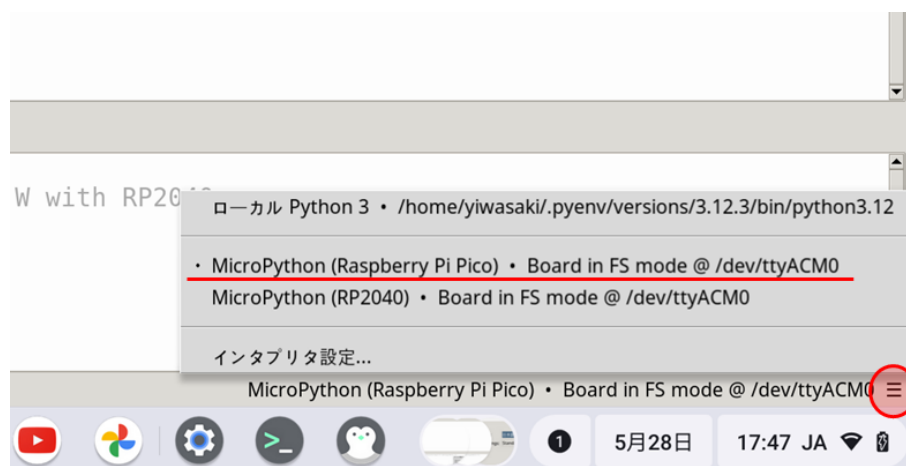 W with RP20
ローカル Python 3 • /home/yiwasaki/.pyenv/versions/3.12.3/bin/python3.12
• MicroPython (Raspberry Pi Pico) • Board in FS mode @ /dev/ttyACM0
MicroPython (RP2040) • Board in FS mode @ /dev/ttyACM0
インタプリタ設定...
MicroPython (Raspberry Pi Pico) • Board in FS mode @ /dev/ttyACM0 ☰
>_ 1 5月28日 17:47 JA